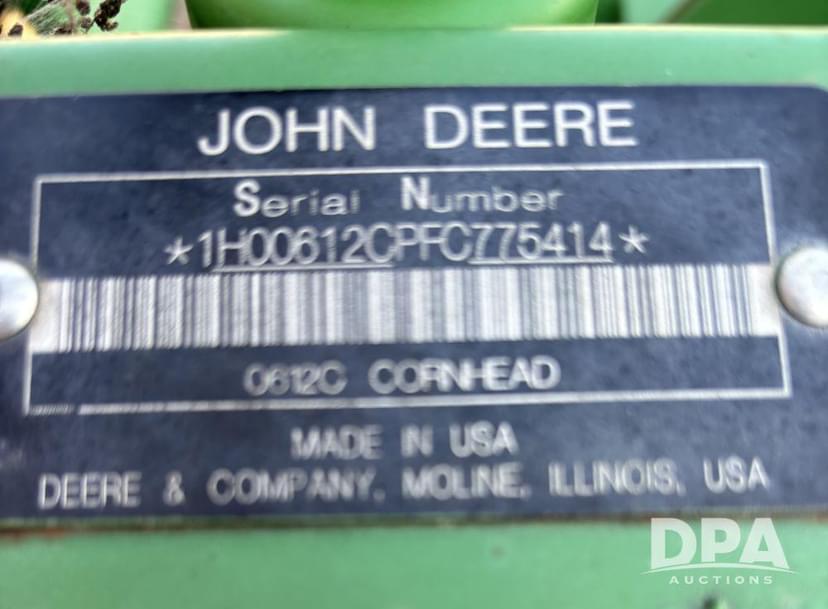 JOHN DEERE
Serial Number
*1H00612CPFC775414*
0612C CORNHEAD
MADE IN USA
DEERE & COMPANY, MOLINE, ILLINOIS, USA
DPA
AUCTIONS